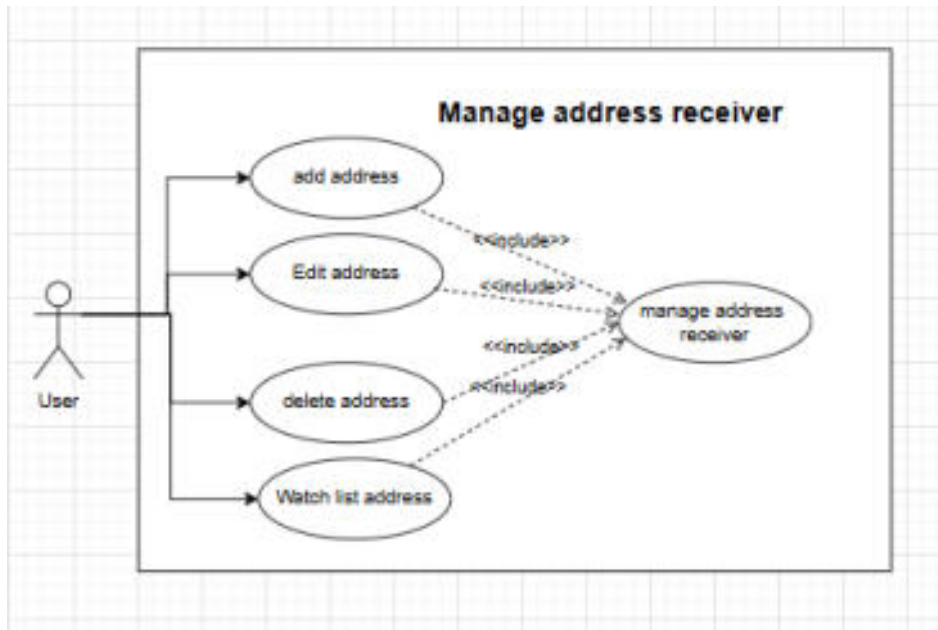 Manage address receiver
add address
<<include>>
Edit address
<<include>>
manage address
receiver
<<include>>
<<include>>
User
delete address
Watch list address